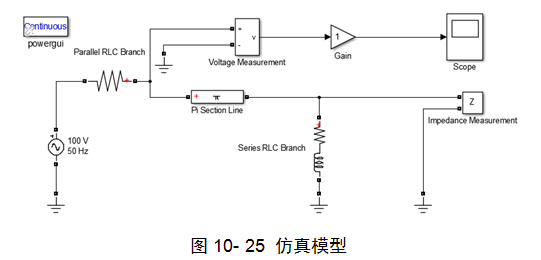 Continuous
powergui
Parallel RLC Branch
+
-
v
Voltage Measurement
1
Gain
Scope
+
Pi Section Line
Z
Impedance Measurement
Series RLC Branch
100 V
50 Hz
图 10- 25 仿真模型